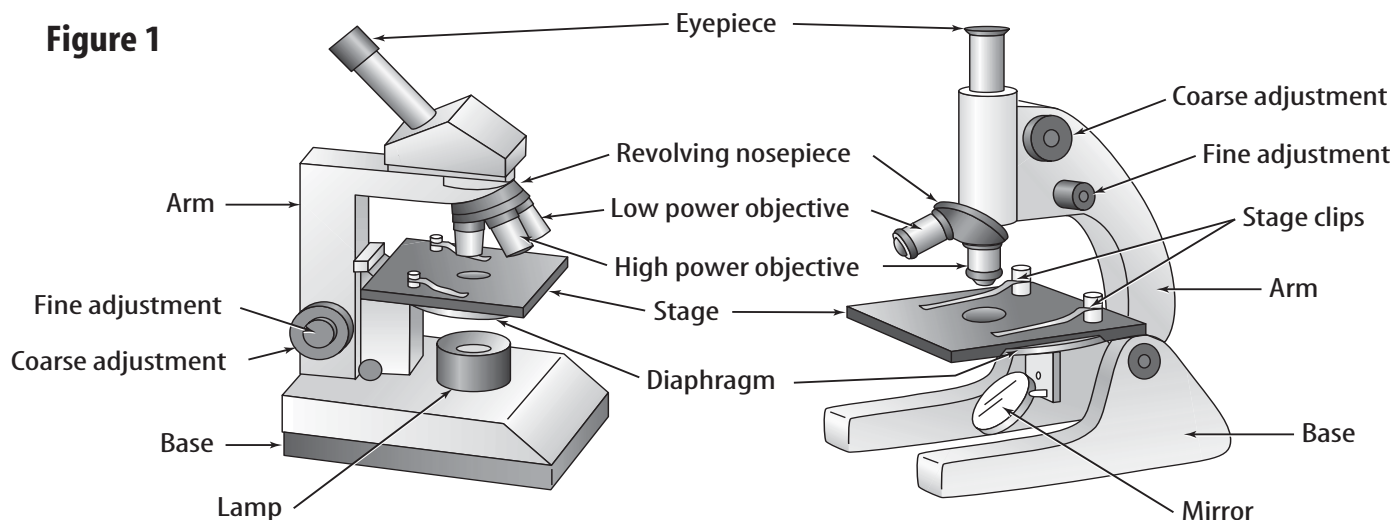 Figure 1
Eyepiece
Coarse adjustment
Revolving nosepiece
Fine adjustment
Arm
Low power objective
Stage clips
High power objective
Arm
Fine adjustment
Stage
Coarse adjustment
Diaphragm
Base
Base
Lamp
Mirror